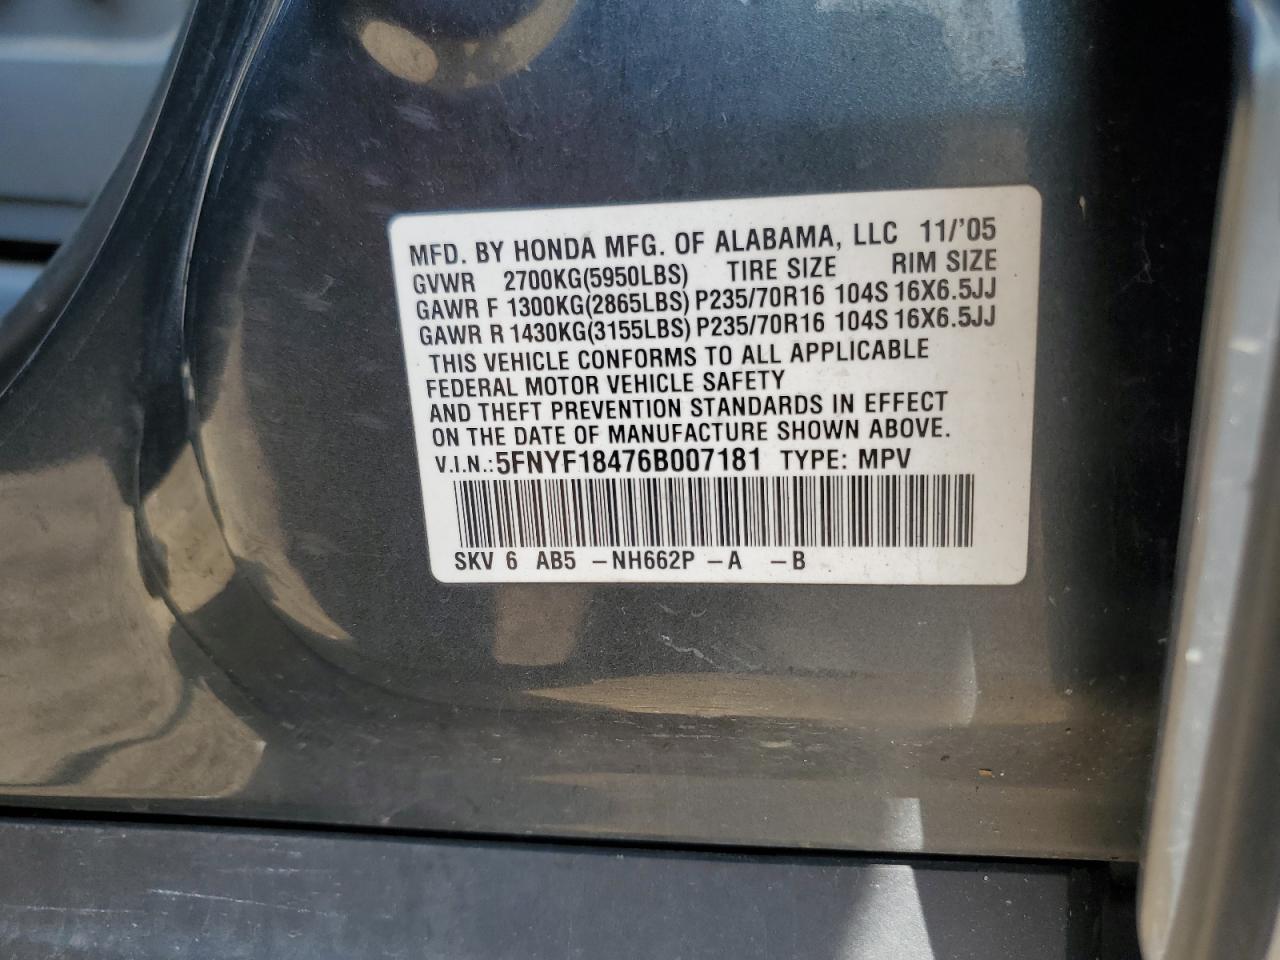 MFD. BY HONDA MFG. OF ALABAMA, LLC 11/'05
GVWR 2700KG(5950LBS) TIRE SIZE RIM SIZE
GAWR F 1300KG(2865LBS) P235/70R16 104S 16X6.5JJ
GAWR R 1430KG(3155LBS) P235/70R16 104S 16X6.5JJ
THIS VEHICLE CONFORMS TO ALL APPLICABLE
FEDERAL MOTOR VEHICLE SAFETY
AND THEFT PREVENTION STANDARDS IN EFFECT
ON THE DATE OF MANUFACTURE SHOWN ABOVE.
V.I.N.:5FNYF18476B007181 TYPE: MPV
SKV 6 AB5 -NH662P -A -B